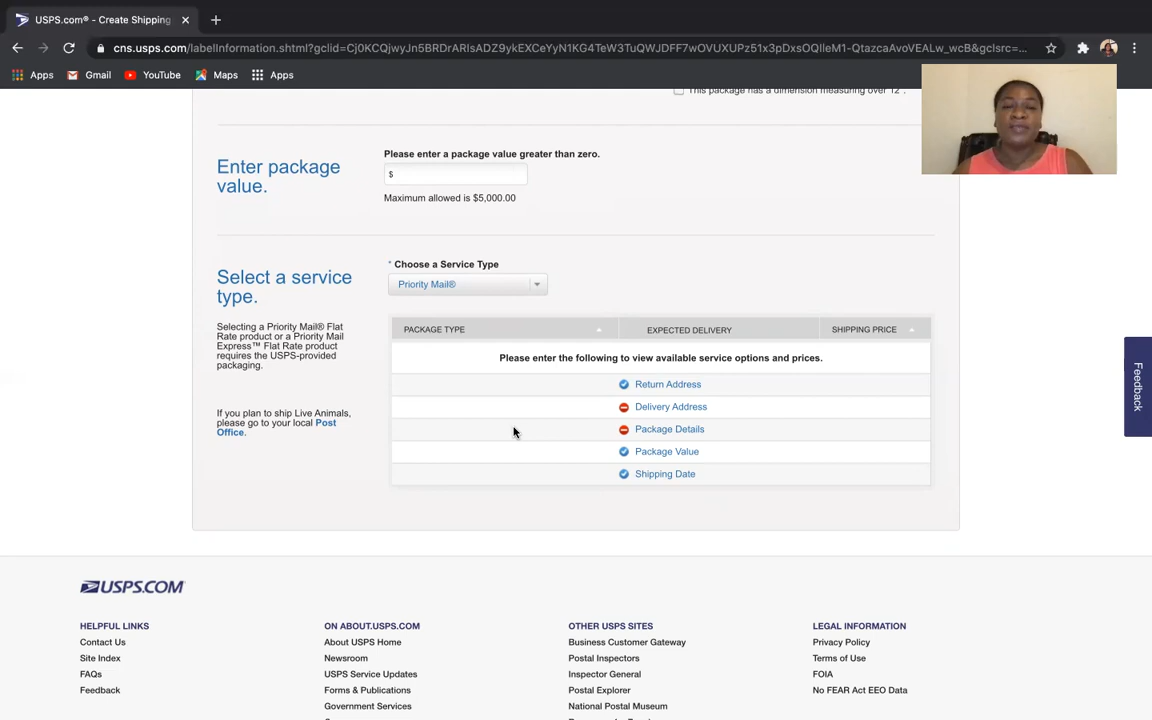 USPS.com® - Create Shipping
cns.usps.com/labelInformation.shtml?gclid=Cj0KCQjwyJn5BRDrARIsADZ9ykEXCeYyN1KG4TeW3TuQWJDFF7wOVUXUPz51x3pDxsOQIleM1-QtazcaAvoVEALw_wcB&gclsrc=...
Apps Gmail YouTube Maps Apps
This package has a dimension measuring over 12".
Enter package
value.
Please enter a package value greater than zero.
$
Maximum allowed is $5,000.00
Select a service
type.
* Choose a Service Type
Priority Mail®
Selecting a Priority Mail® Flat
Rate product or a Priority Mail
Express™ Flat Rate product
requires the USPS-provided
packaging.
If you plan to ship Live Animals,
please go to your local Post
Office.
PACKAGE TYPE EXPECTED DELIVERY SHIPPING PRICE
Please enter the following to view available service options and prices.
Return Address
Delivery Address
Package Details
Package Value
Shipping Date
Feedback
USPS.COM
HELPFUL LINKS
Contact Us
Site Index
FAQs
Feedback
ON ABOUT.USPS.COM
About USPS Home
Newsroom
USPS Service Updates
Forms & Publications
Government Services
OTHER USPS SITES
Business Customer Gateway
Postal Inspectors
Inspector General
Postal Explorer
National Postal Museum
LEGAL INFORMATION
Privacy Policy
Terms of Use
FOIA
No FEAR Act EEO Data